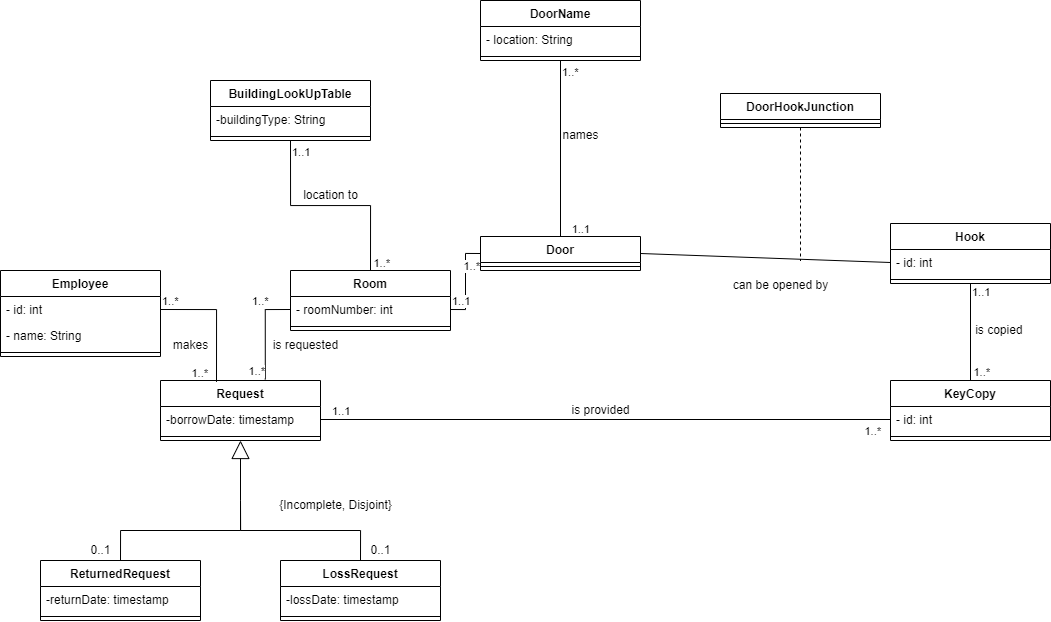 DoorName
- location: String
1..*
BuildingLookUpTable
-buildingType: String
1..1
DoorHookJunction
names
location to
1..1
Door
Hook
- id: int
1..*
1..*
can be opened by
Employee
- id: int
- name: String
Room
- roomNumber: int
1..*
1..*
1..1
1..1
makes
is requested
is copied
1..*
1..*
1..*
Request
-borrowDate: timestamp
1..1
is provided
KeyCopy
- id: int
1..*
{Incomplete, Disjoint}
0..1
0..1
ReturnedRequest
-returnDate: timestamp
LossRequest
-lossDate: timestamp